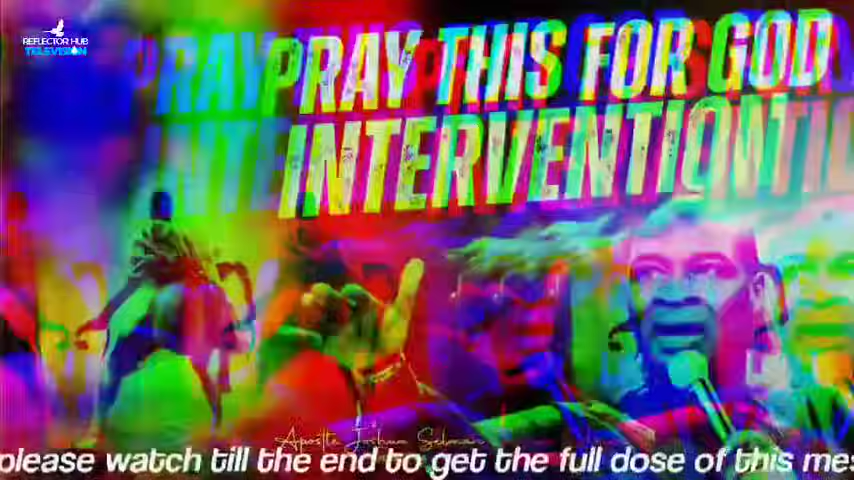 REFLECTOR HUB
TELEVISION
PRAY THIS FOR GOD
INTERVENTION
Apostle Joshua Selman
please watch till the end to get the full dose of this mes